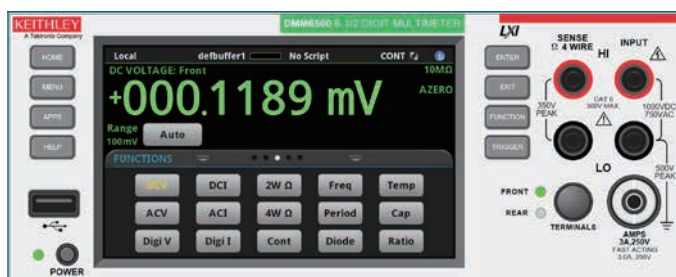 KEITHLEY
A Tektronix Company
DMM6500 6 1/2 DIGIT MULTIMETER
LXI
HOME
MENU
APPS
HELP
POWER
Local defbuffer1 No Script CONT
DC VOLTAGE: Front 10MΩ
+000.1189 mV
AZERO
Range
100mV
Auto
FUNCTIONS
DCV DCI 2W Ω Freq Temp
ACV ACI 4W Ω Period Cap
Digi V Digi I Cont Diode Ratio
ENTER
EXIT
FUNCTION
TRIGGER
SENSE
Ω 4 WIRE
INPUT
HI
350V
PEAK
CAT II
300V MAX
1000VDC
750VAC
500V
PEAK
LO
FRONT
REAR
TERMINALS
AMPS
3A,250V
FAST ACTING
3.0A, 250V